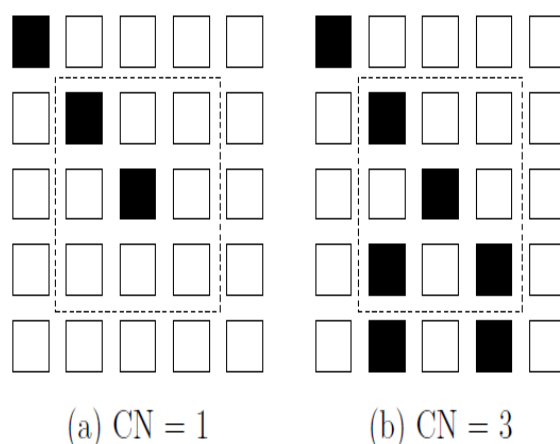 (a) CN = 1
(b) CN = 3